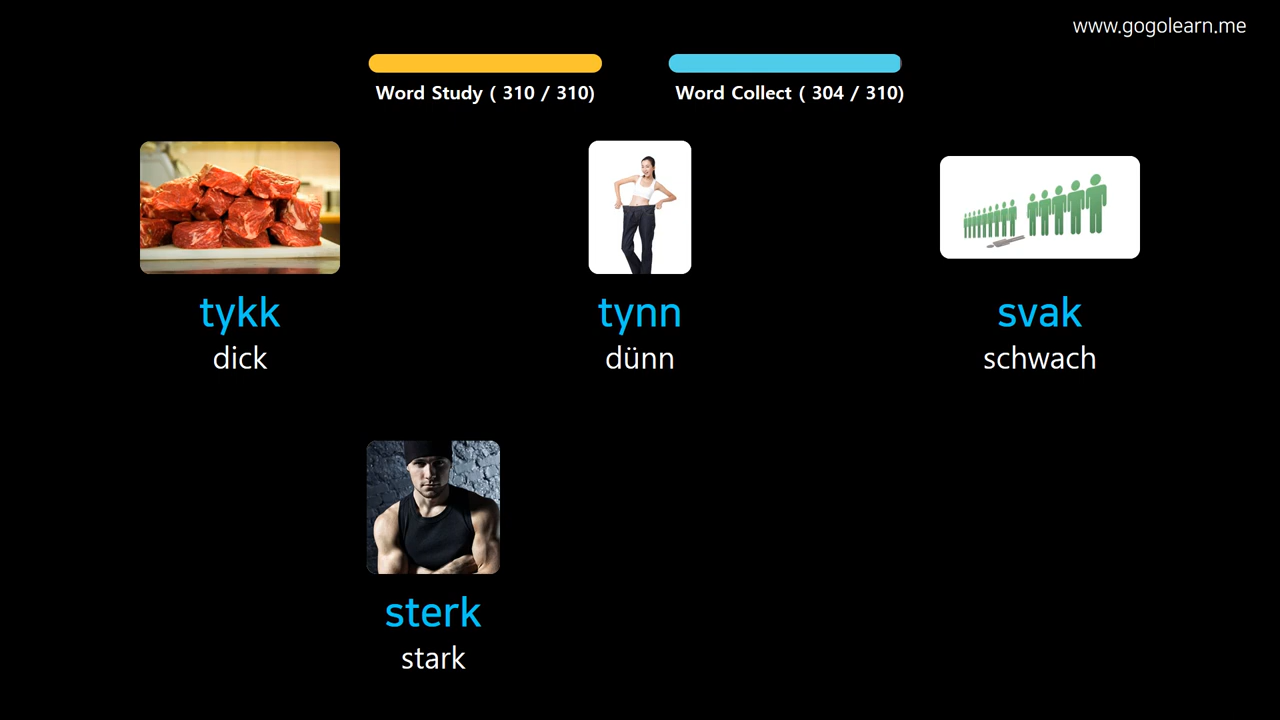 www.gogolearn.me
Word Study ( 310 / 310)
Word Collect ( 304 / 310)
tykk
dick
tynn
dünn
svak
schwach
sterk
stark